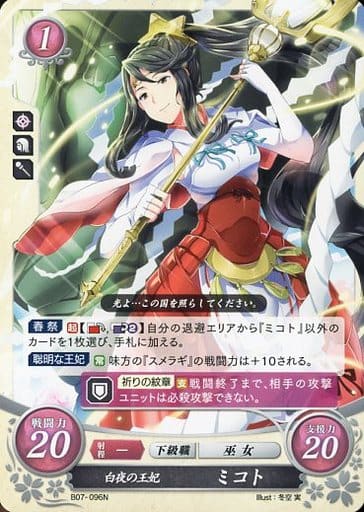 1
光よ…この国を照らしてください。
春祭 起 【、2】自分の退避エリアから『ミコト』以外の
カードを1枚選び、手札に加える。
聡明な王妃 常 味方の『スメラギ』の戦闘力は+10される。
祈りの紋章 支 戦闘終了まで、相手の攻撃
ユニットは必殺攻撃できない。
戦闘力
20
射程 一 下級職 巫女
支援力
20
白夜の王妃 ミコト
B07-096N Illust:冬空 実